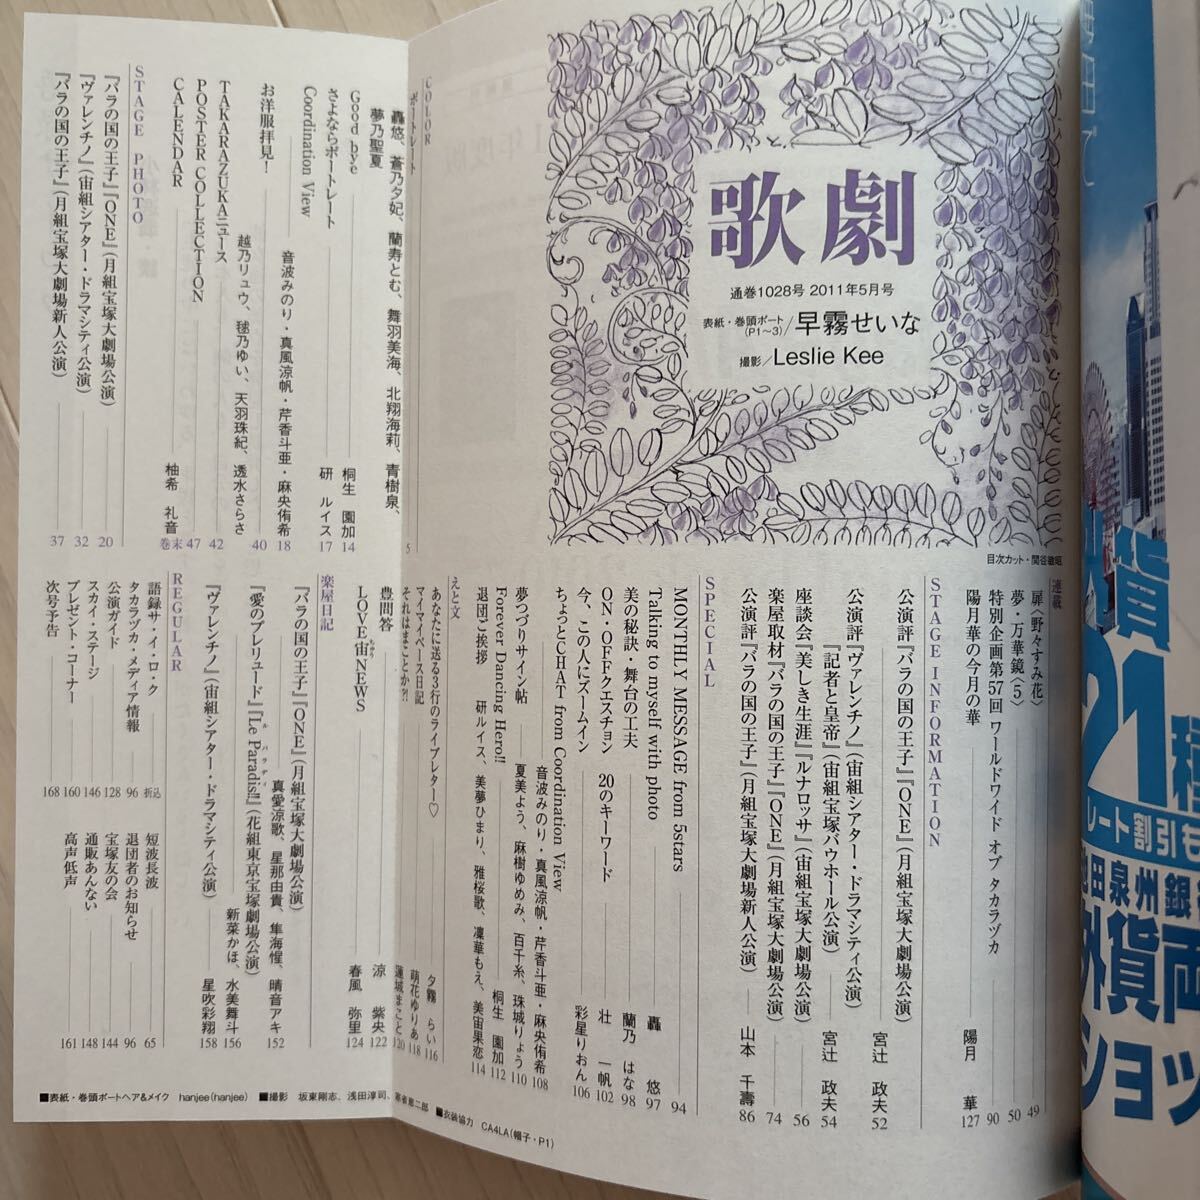 歌劇
通巻1028号 2011年5月号
表紙・巻頭ポート(P1〜3)/早霧せいな
撮影/Leslie Kee
目次カット・関谷敏昭
連載
扉〈野々すみ花〉 49
夢・万華鏡〈5〉 50
特別企画第57回 ワールドワイド オブ タカラヅカ 90
陽月華の今月の華 陽月 華 127
STAGE INFORMATION
公演評『バラの国の王子』『ONE』(月組宝塚大劇場公演) 宮辻 政夫 52
公演評『ヴァレンチノ』(宙組シアター・ドラマシティ公演)
『記者と皇帝』(宙組宝塚バウホール公演) 宮辻 政夫 54
座談会『美しき生涯』『ルナロッサ』(宙組宝塚大劇場公演) 56
楽屋取材『バラの国の王子』『ONE』(月組宝塚大劇場公演) 74
公演評『バラの国の王子』(月組宝塚大劇場新人公演) 山本 千壽 86
SPECIAL
MONTHLY MESSAGE from 5stars 94
Talking to myself with photo 轟 悠 97
美の秘訣・舞台の工夫 蘭乃 はな 98
ON・OFFクエスチョン 20のキーワード 壮 一帆 102
今、この人にズームイン 彩星りおん 106
ちょっとCHAT from Coordination View
音波みのり・真風涼帆・芹香斗亜・麻央侑希 108
夢つづりサイン帖 夏美よう、麻樹ゆめみ、百千糸、珠城りょう 110
Forever Dancing Hero!! 桐生 園加 112
退団ご挨拶 研ルイス、美夢ひまり、雅桜歌、凜華もえ、美宙果恋 114
えと文
あなたに送る3行のライブレター♡ 夕霧 らい 116
マイマイペース日記 萌花ゆりあ 118
それはまことか?! 蓮城まこと 120
豊問答 涼 紫央 122
LOVE宙NEWS 春風 弥里 124
楽屋日記
『バラの国の王子』『ONE』(月組宝塚大劇場公演)
真愛涼歌、星那由貴、隼海惺、晴音アキ 152
『愛のプレリュード』『Le Paradis!!』(花組東京宝塚劇場公演)
新菜かほ、水美舞斗 156
『ヴァレンチノ』(宙組シアター・ドラマシティ公演) 星吹彩翔 158
REGULAR
語録サ・イ・ロ・ク 折込
タカラヅカ・メディア情報 96
公演ガイド 128
スカイ・ステージ 146
プレゼント・コーナー 160
次号予告 168
短波長波 65
退団者のお知らせ 96
宝塚友の会 144
通販あんない 148
高声低声 161
COLOR
ポートレート
轟悠、蒼乃夕妃、蘭寿とむ、舞羽美海、北翔海莉、青樹泉、
夢乃聖夏 5
Good bye 桐生 園加 14
さよならポートレート 研 ルイス 17
Coordination View
音波みのり・真風涼帆・芹香斗亜・麻央侑希 18
お洋服拝見! 越乃リュウ、毬乃ゆい、天羽珠紀、透水さらさ 40
TAKARAZUKAニュース 42
POSTER COLLECTION 47
CALENDAR 柚希 礼音 巻末
STAGE PHOTO
『バラの国の王子』『ONE』(月組宝塚大劇場公演) 20
『ヴァレンチノ』(宙組シアター・ドラマシティ公演) 32
『バラの国の王子』(月組宝塚大劇場新人公演) 37
■表紙・巻頭ポートヘア&メイク hanjee(hanjee) ■撮影 坂東剛志、浅田淳司、
■衣装協力 CA4LA(帽子・P1)
貨
21種
レート割引も
池田泉州銀
外貨両
ショッ